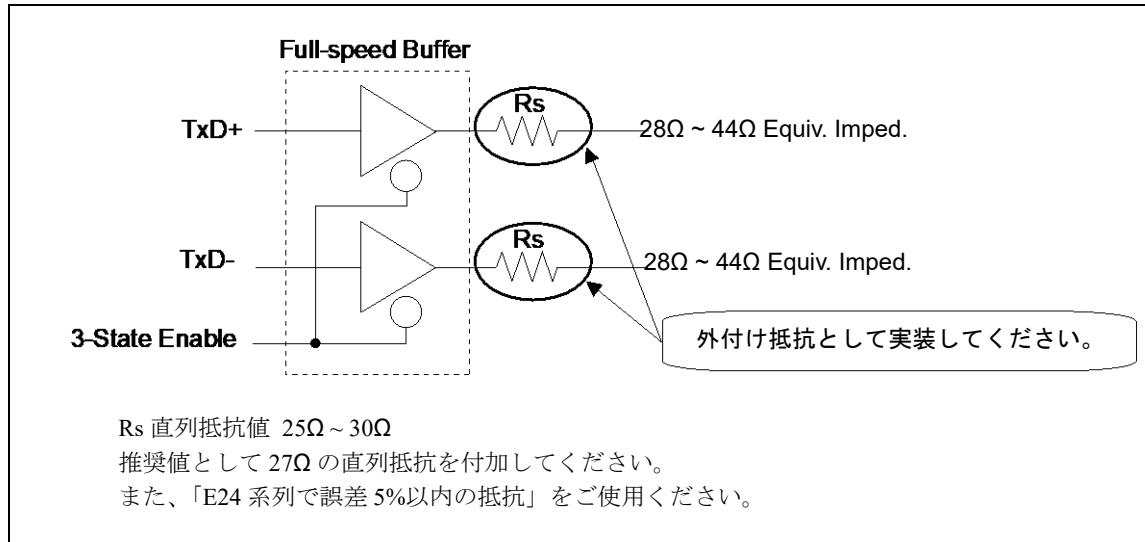 Full-speed Buffer
Rs
TxD+
28Ω ~ 44Ω Equiv. Imped.
Rs
TxD-
28Ω ~ 44Ω Equiv. Imped.
3-State Enable
外付け抵抗として実装してください。
Rs 直列抵抗値 25Ω ~ 30Ω
推奨値として 27Ω の直列抵抗を付加してください。
また、「E24 系列で誤差 5%以内の抵抗」をご使用ください。